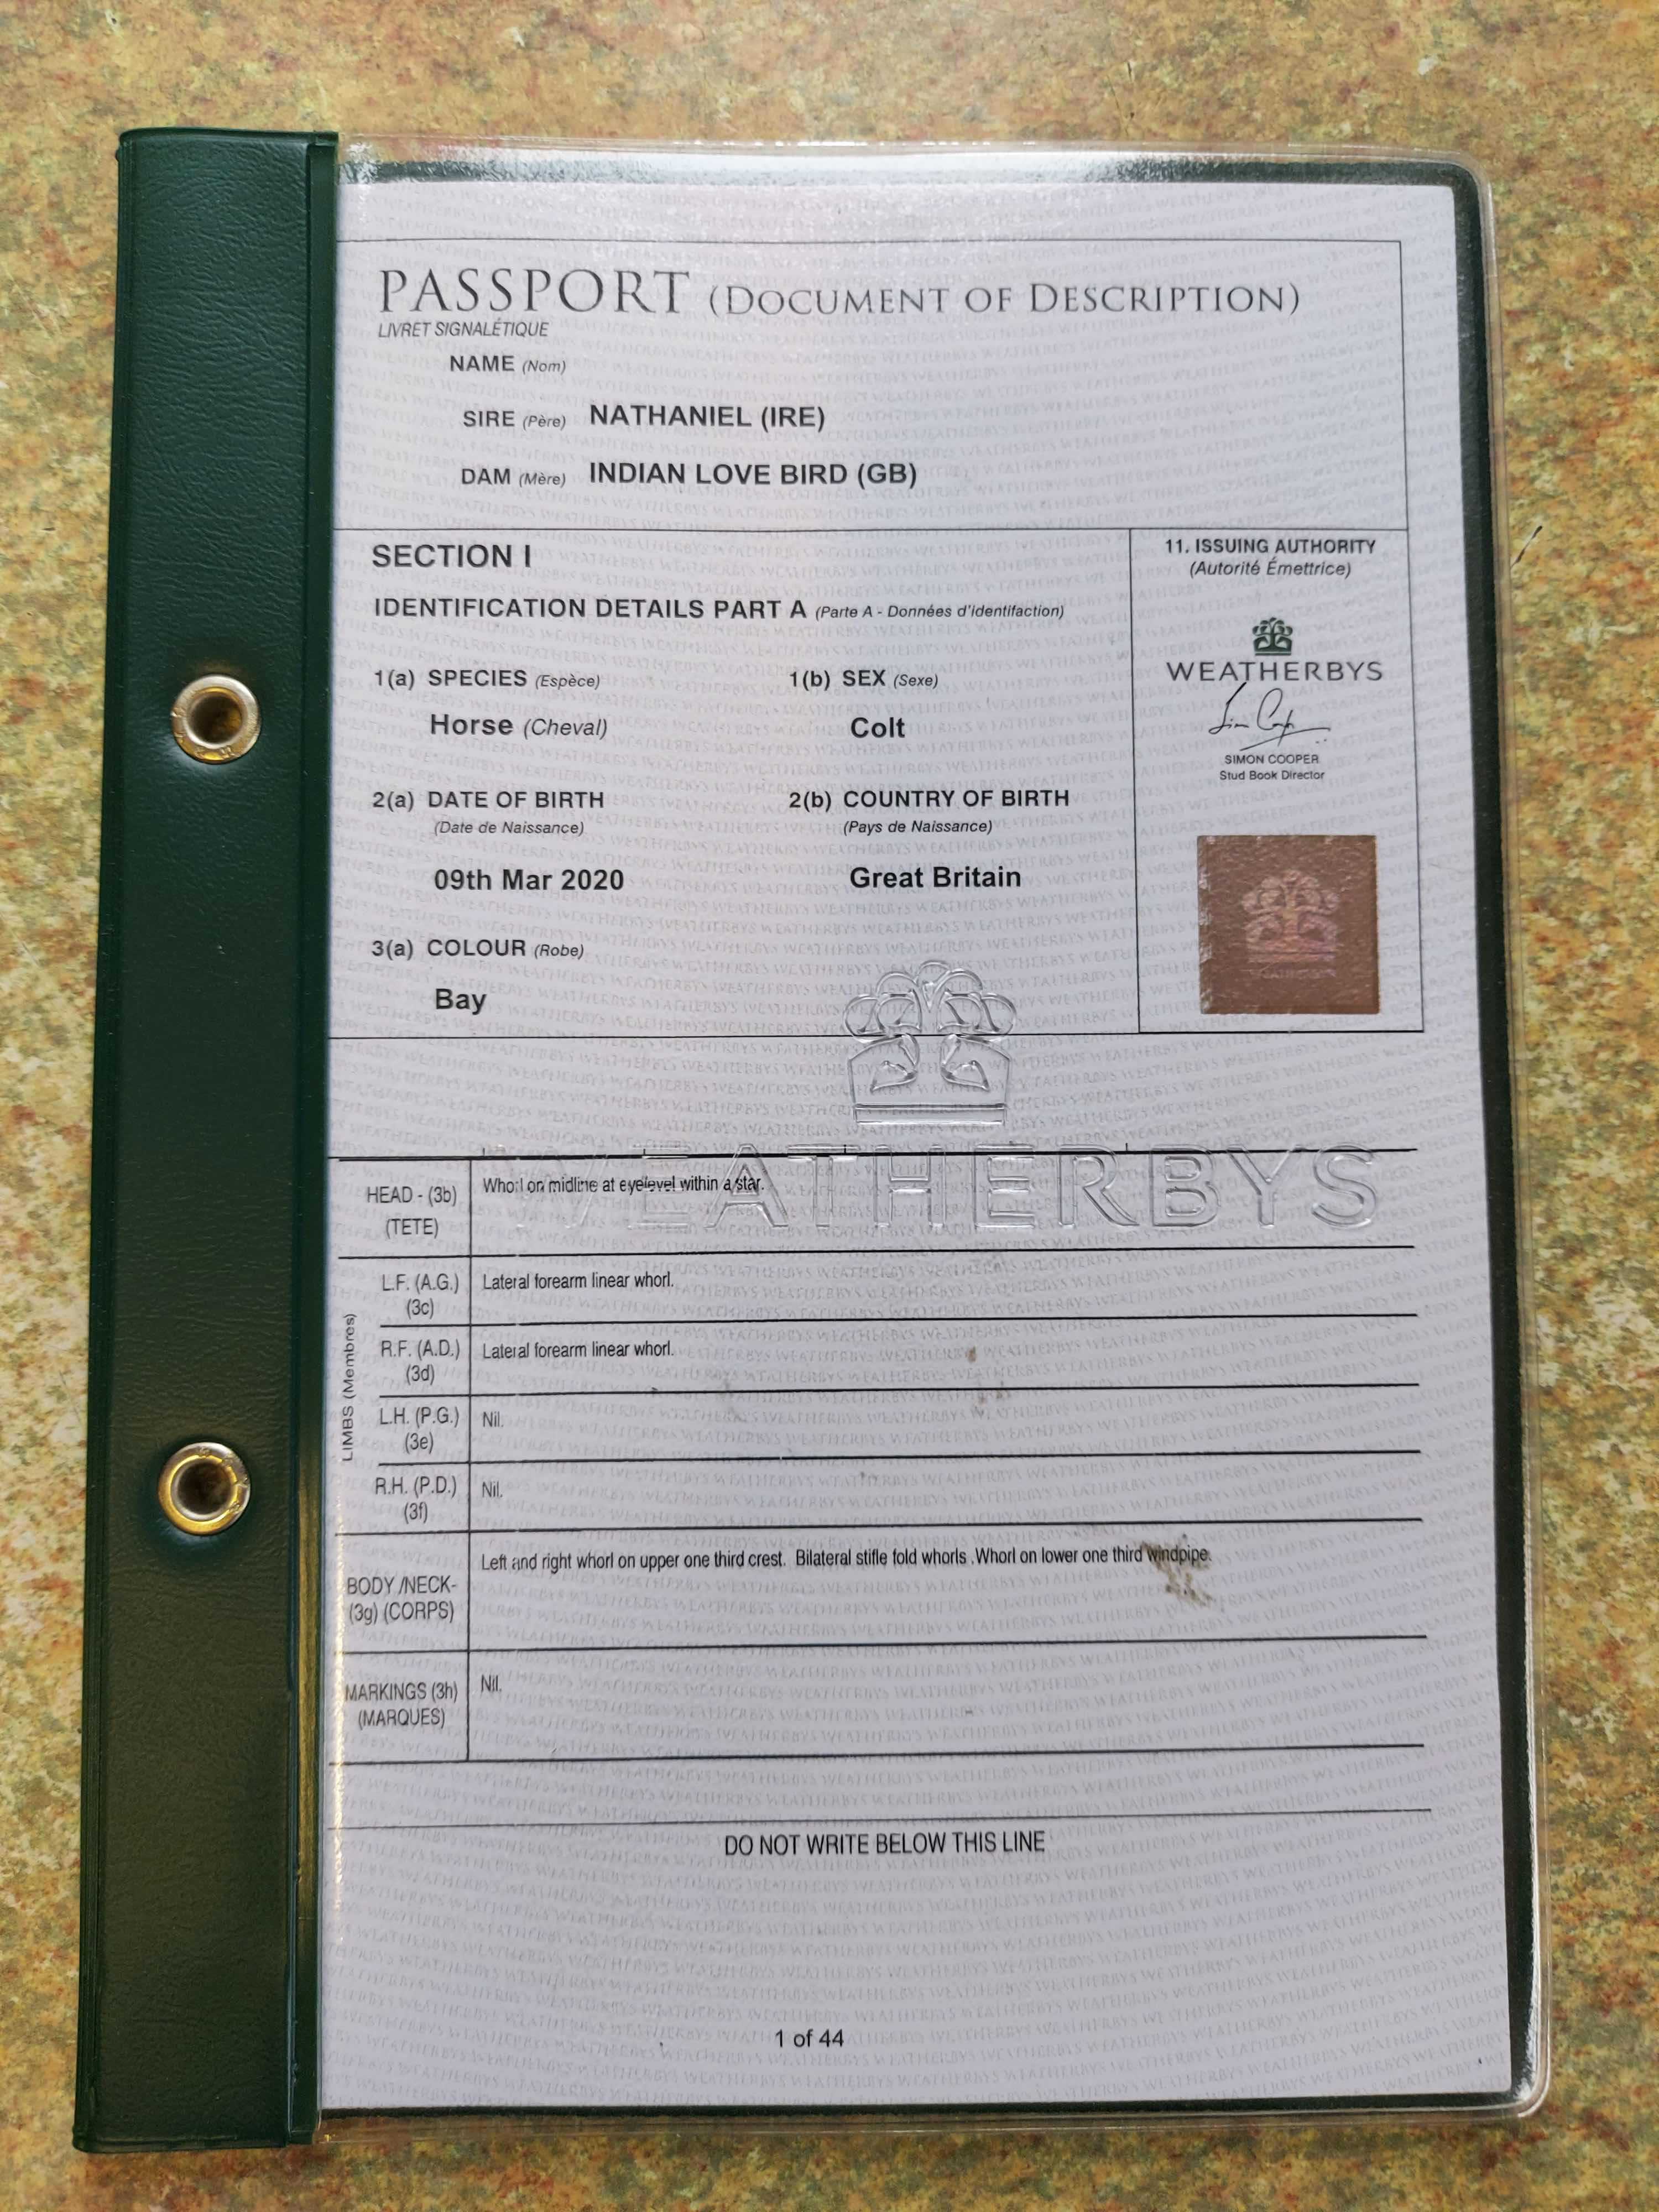 PASSPORT (DOCUMENT OF DESCRIPTION)
LIVRET SIGNALÉTIQUE
NAME (Nom)
SIRE (Père) NATHANIEL (IRE)
DAM (Mère) INDIAN LOVE BIRD (GB)
SECTION I
IDENTIFICATION DETAILS PART A (Parte A - Données d'identifaction)
1(a) SPECIES (Espèce) 1(b) SEX (Sexe)
Horse (Cheval) Colt
2(a) DATE OF BIRTH 2(b) COUNTRY OF BIRTH
(Date de Naissance) (Pays de Naissance)
09th Mar 2020 Great Britain
3(a) COLOUR (Robe)
Bay
11. ISSUING AUTHORITY
(Autorité Émettrice)
WEATHERBYS
SIMON COOPER
Stud Book Director
WEATHERBYS
HEAD - (3b) Whorl on midline at eyelevel within a star.
(TETE)
LIMBS (Membres)
L.F. (A.G.) Lateral forearm linear whorl.
(3c)
R.F. (A.D.) Lateral forearm linear whorl.
(3d)
L.H. (P.G.) Nil.
(3e)
R.H. (P.D.) Nil.
(3f)
BODY /NECK- Left and right whorl on upper one third crest. Bilateral stifle fold whorls .Whorl on lower one third windpipe.
(3g) (CORPS)
MARKINGS (3h) Nil.
(MARQUES)
DO NOT WRITE BELOW THIS LINE
1 of 44